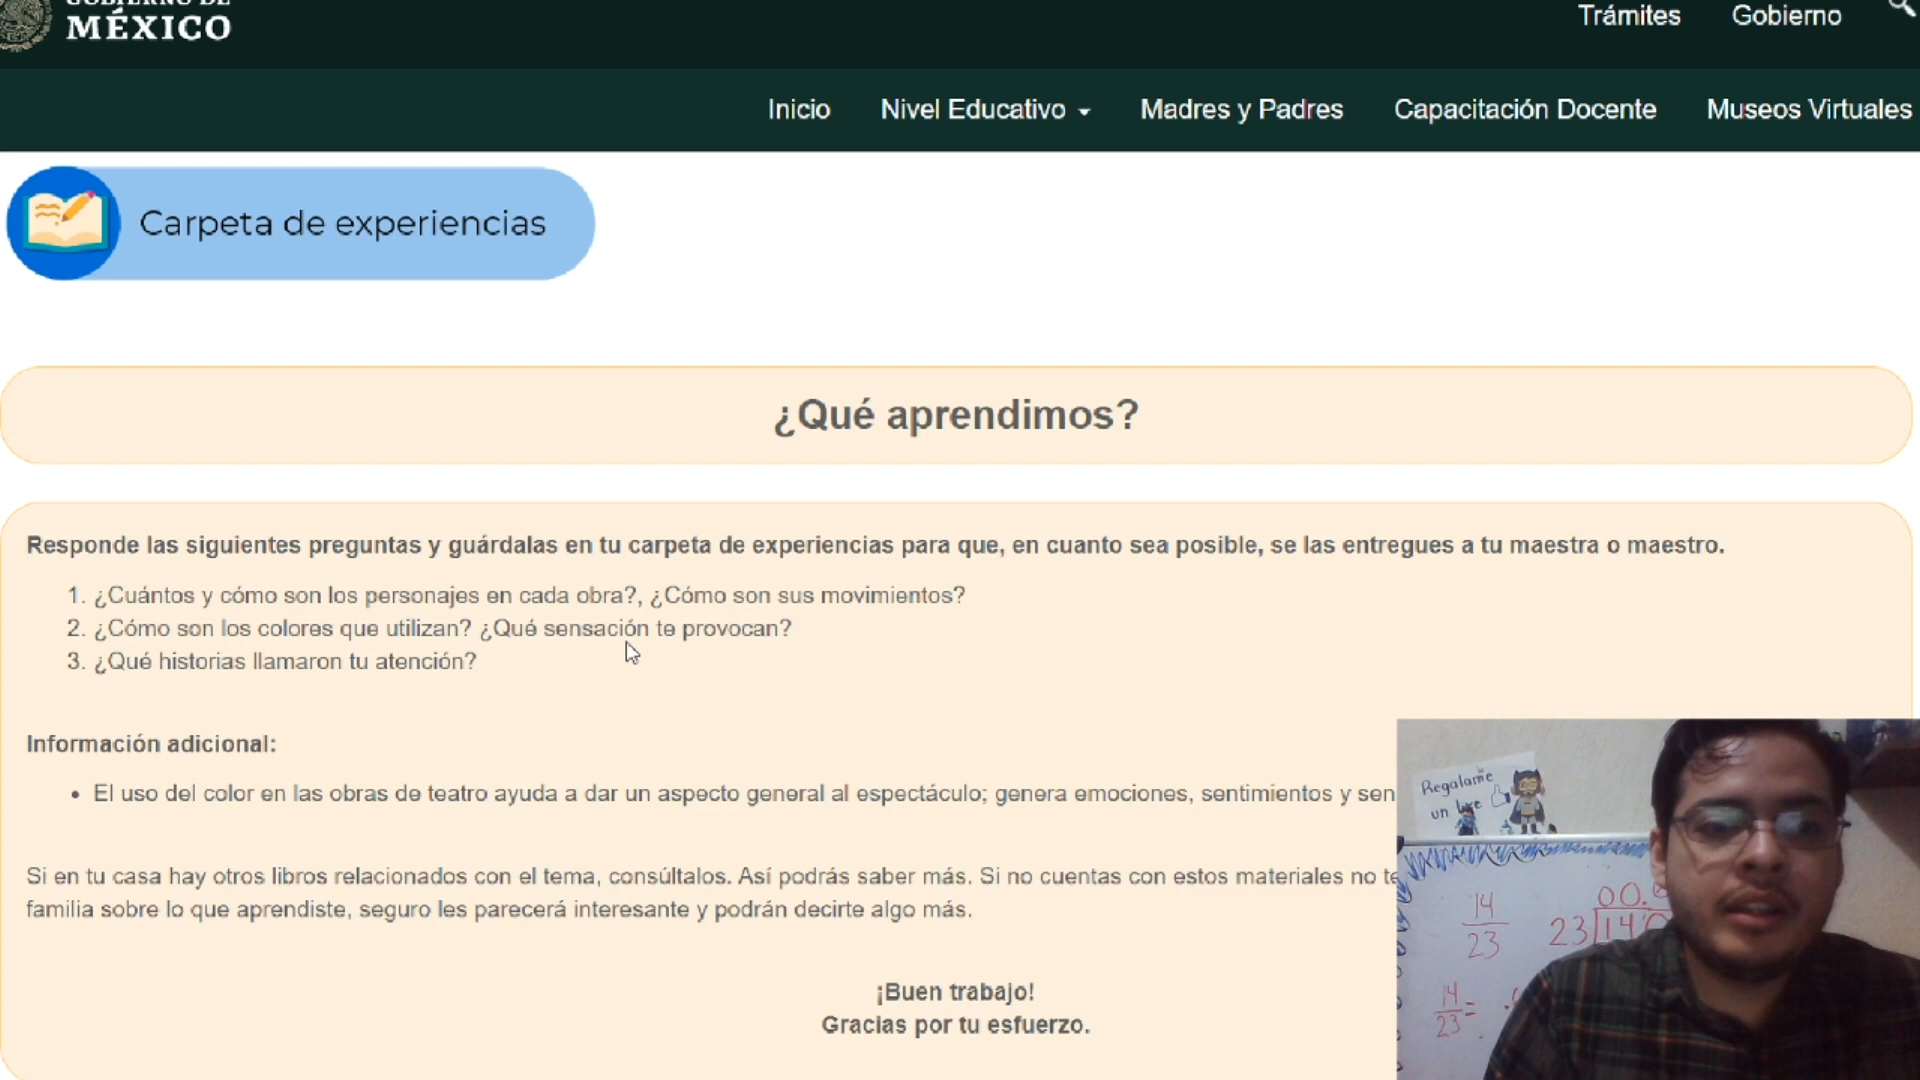 GOBIERNO DE
MÉXICO
Trámites Gobierno
Inicio Nivel Educativo Madres y Padres Capacitación Docente Museos Virtuales
Carpeta de experiencias
¿Qué aprendimos?
Responde las siguientes preguntas y guárdalas en tu carpeta de experiencias para que, en cuanto sea posible, se las entregues a tu maestra o maestro.
1. ¿Cuántos y cómo son los personajes en cada obra?, ¿Cómo son sus movimientos?
2. ¿Cómo son los colores que utilizan? ¿Qué sensación te provocan?
3. ¿Qué historias llamaron tu atención?
Información adicional:
• El uso del color en las obras de teatro ayuda a dar un aspecto general al espectáculo; genera emociones, sentimientos y sen
Si en tu casa hay otros libros relacionados con el tema, consúltalos. Así podrás saber más. Si no cuentas con estos materiales no te
familia sobre lo que aprendiste, seguro les parecerá interesante y podrán decirte algo más.
¡Buen trabajo!
Gracias por tu esfuerzo.
Regalame
un like
14
23
00.
23 14
14
23 =